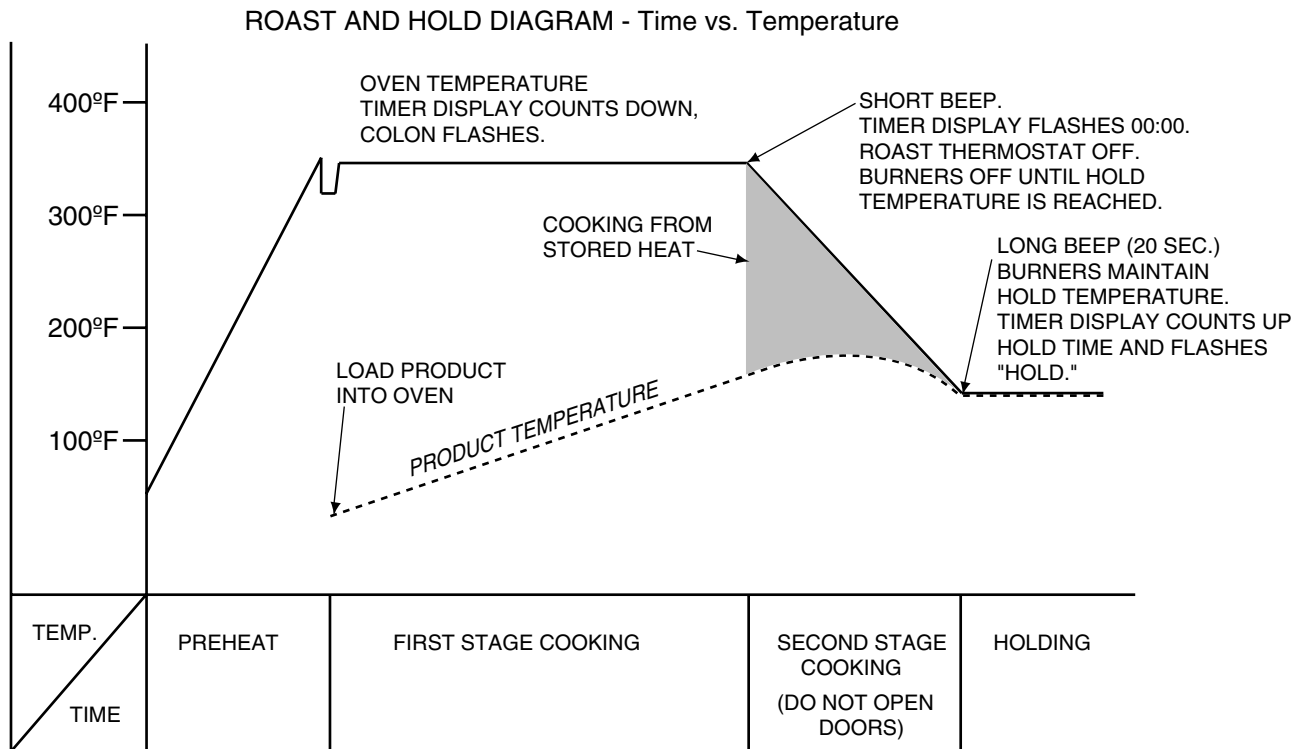 ROAST AND HOLD DIAGRAM - Time vs. Temperature
400ºF
300ºF
200ºF
100ºF
OVEN TEMPERATURE
TIMER DISPLAY COUNTS DOWN,
COLON FLASHES.
SHORT BEEP.
TIMER DISPLAY FLASHES 00:00.
ROAST THERMOSTAT OFF.
BURNERS OFF UNTIL HOLD
TEMPERATURE IS REACHED.
COOKING FROM
STORED HEAT
LONG BEEP (20 SEC.)
BURNERS MAINTAIN
HOLD TEMPERATURE.
TIMER DISPLAY COUNTS UP
HOLD TIME AND FLASHES
"HOLD."
LOAD PRODUCT
INTO OVEN
PRODUCT TEMPERATURE
TEMP.
TIME
PREHEAT
FIRST STAGE COOKING
SECOND STAGE
COOKING
(DO NOT OPEN
DOORS)
HOLDING